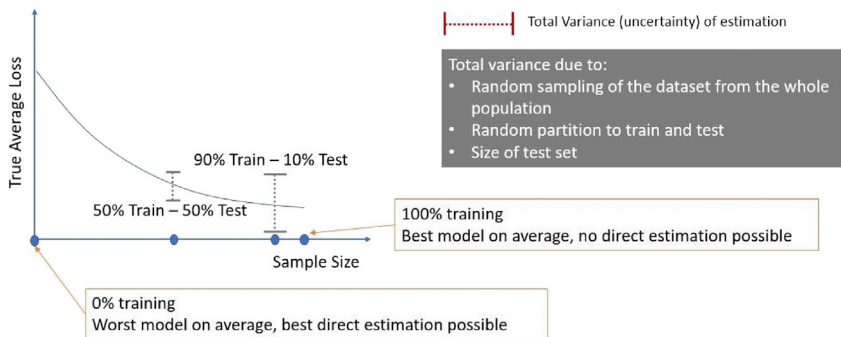 Total Variance (uncertainty) of estimation
Total variance due to:
• Random sampling of the dataset from the whole
population
• Random partition to train and test
• Size of test set
True Average Loss
90% Train – 10% Test
50% Train – 50% Test
100% training
Best model on average, no direct estimation possible
Sample Size
0% training
Worst model on average, best direct estimation possible